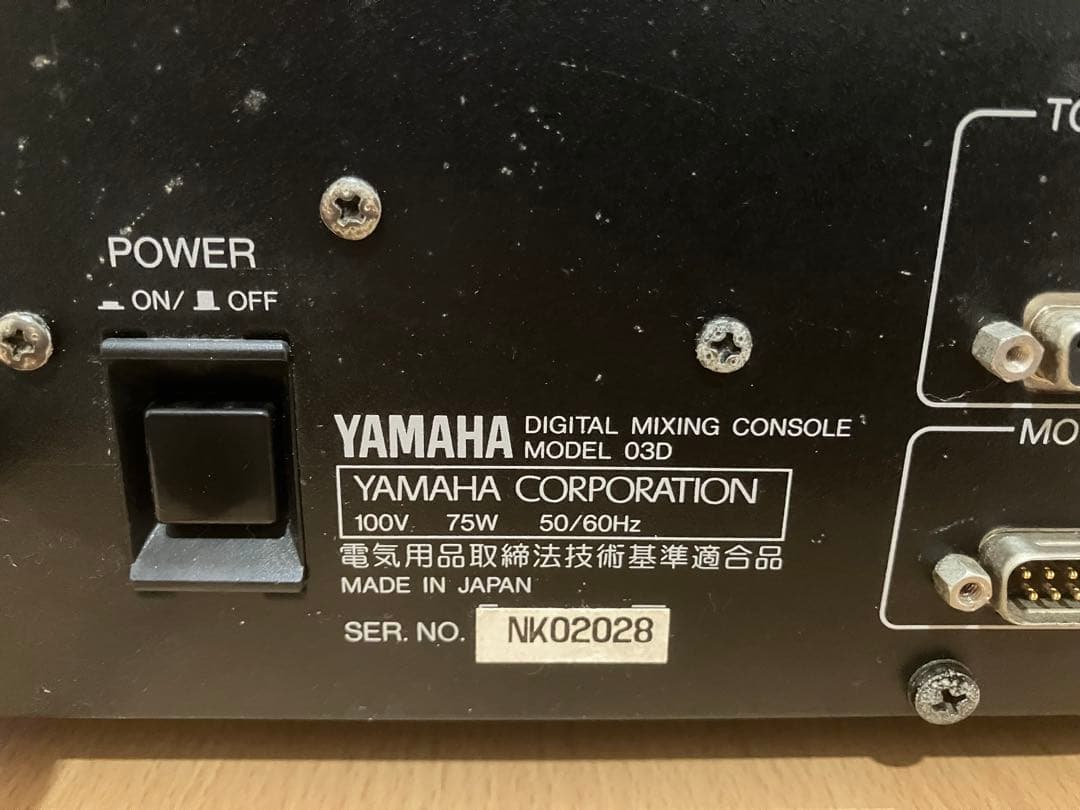 POWER
ON/ OFF
YAMAHA DIGITAL MIXING CONSOLE
MODEL 03D
YAMAHA CORPORATION
100V 75W 50/60Hz
電気用品取締法技術基準適合品
MADE IN JAPAN
SER. NO. NK02028